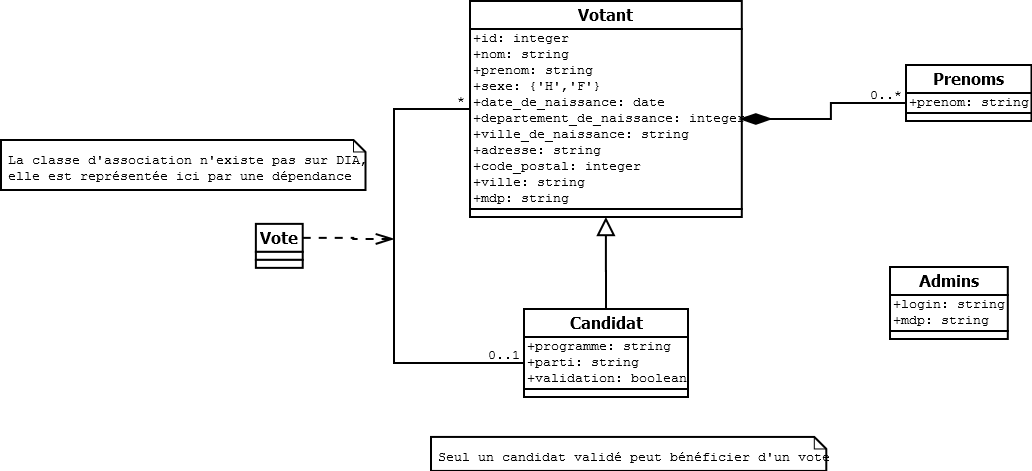 Votant
+id: integer
+nom: string
+prenom: string
+sexe: {'H','F'}
+date_de_naissance: date
+departement_de_naissance: integer
+ville_de_naissance: string
+adresse: string
+code_postal: integer
+ville: string
+mdp: string
Prenoms
+prenom: string
0..*
*
La classe d'association n'existe pas sur DIA,
elle est représentée ici par une dépendance
Vote
Admins
+login: string
+mdp: string
Candidat
+programme: string
+parti: string
+validation: boolean
0..1
Seul un candidat validé peut bénéficier d'un vote